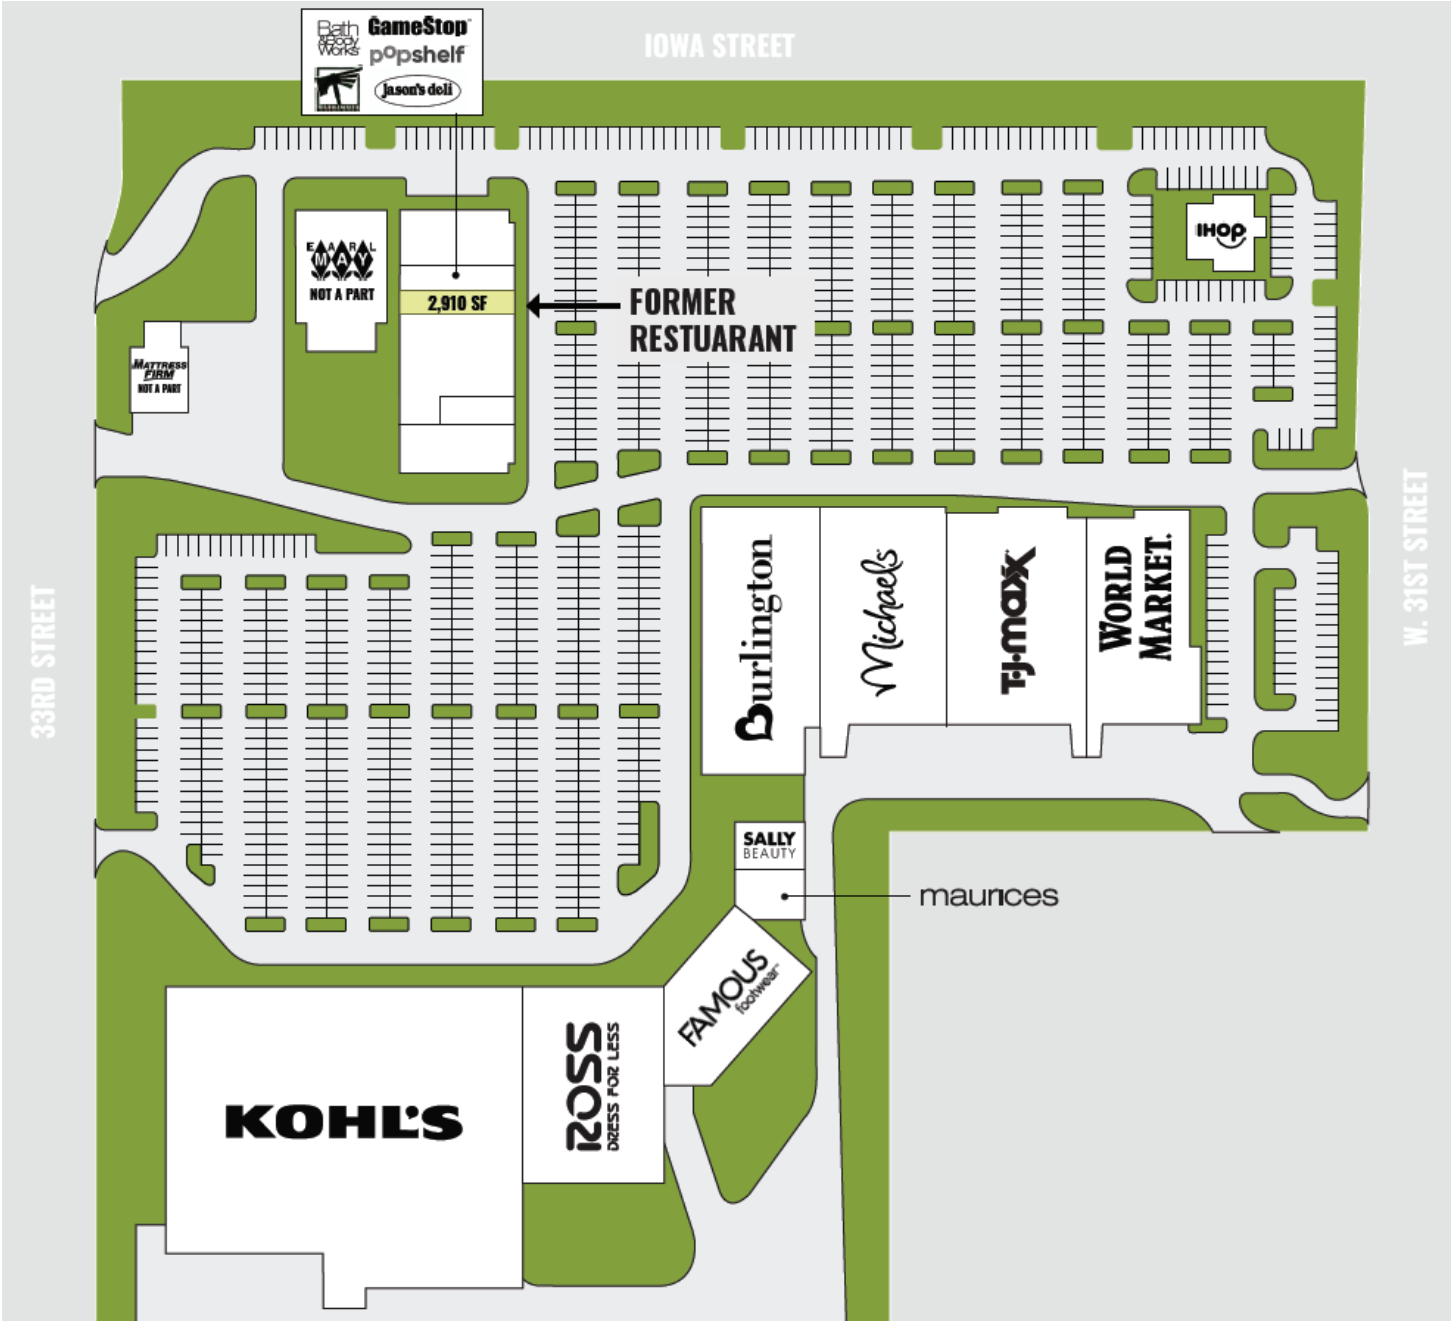 IOWA STREET
Bath
&Body
Works
GameStop
popshelf
WARHAMMER
jason's deli
EARL
MAY
NOT A PART
2,910 SF
FORMER
RESTUARANT
IHOP
MATTRESS
FIRM
NOT A PART
33RD STREET
W. 31ST STREET
Burlington
Michaels
T·J·maxx
WORLD
MARKET.
SALLY
BEAUTY
maurices
FAMOUS
footwear
ROSS
DRESS FOR LESS
KOHL'S